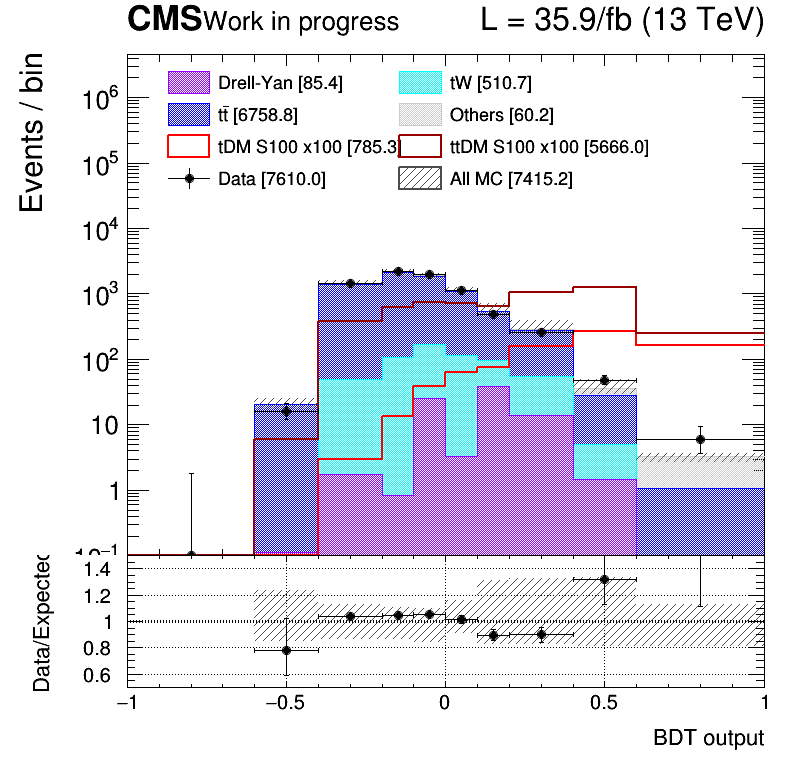 CMS Work in progress L = 35.9/fb (13 TeV)
Events / bin
Drell-Yan [85.4] tW [510.7]
tt̄ [6758.8] Others [60.2]
tDM S100 x100 [785.3] ttDM S100 x100 [5666.0]
Data [7610.0] All MC [7415.2]
10⁶
10⁵
10⁴
10³
10²
10
1
10⁻¹
Data/Expected
1.4
1.2
1
0.8
0.6
−1 −0.5 0 0.5 1
BDT output